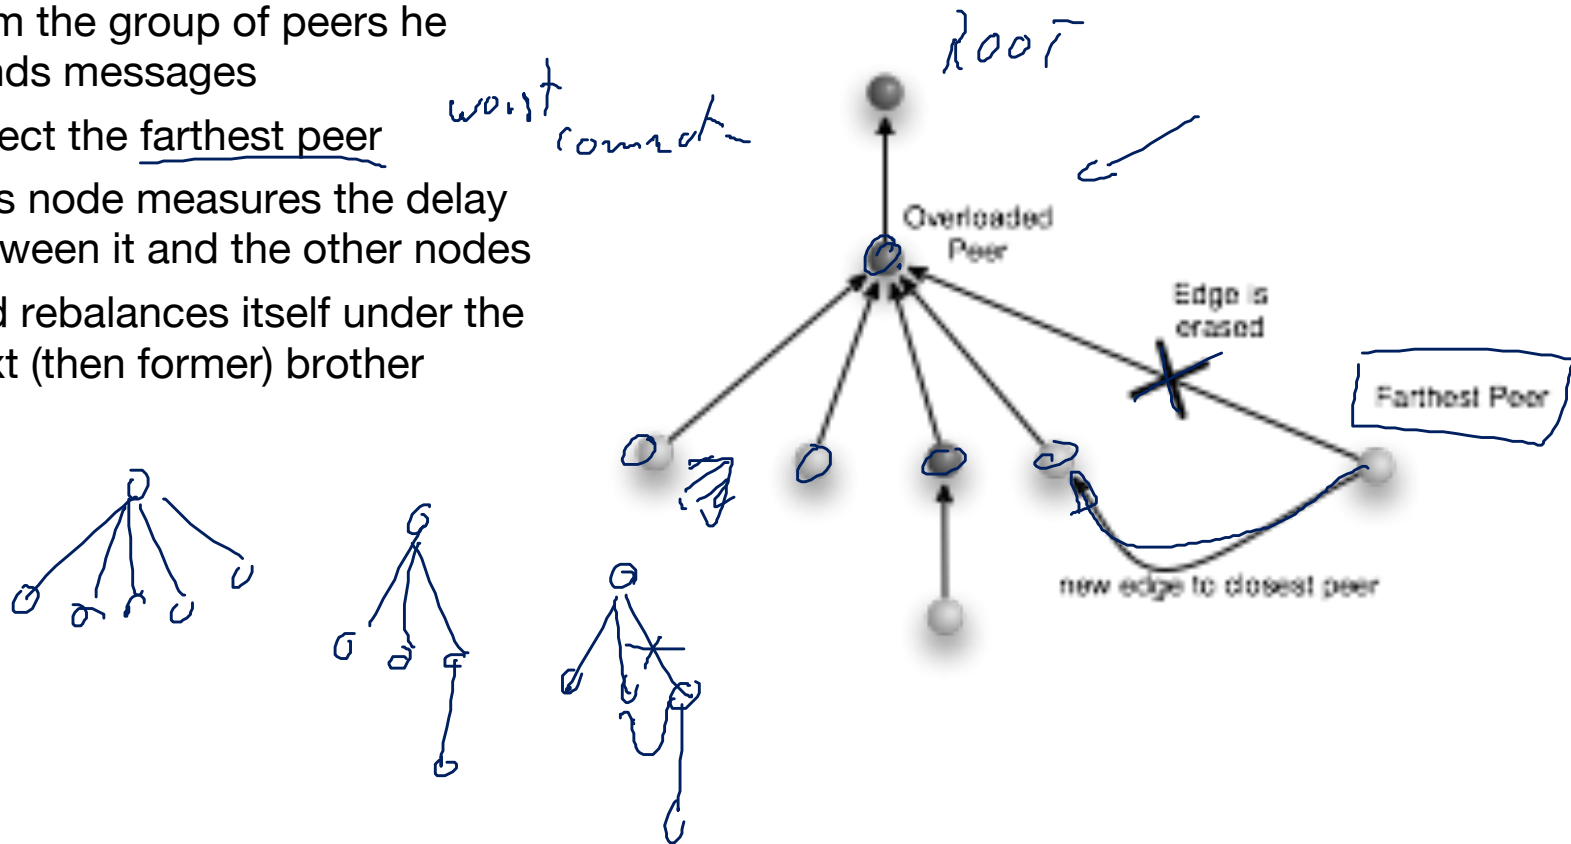 m the group of peers he
nds messages
ect the farthest peer
s node measures the delay
ween it and the other nodes
d rebalances itself under the
xt (then former) brother
worst
ROOT
Overloaded
Peer
Edge is
erased
Farthest Peer
new edge to closest peer